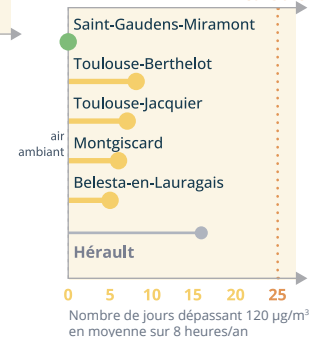 Saint-Gaudens-Miramont
Toulouse-Berthelot
Toulouse-Jacquier
air
ambiant
Montgiscard
Belesta-en-Lauragais
Hérault
0 5 10 15 20 25
Nombre de jours dépassant 120 µg/m³
en moyenne sur 8 heures/an